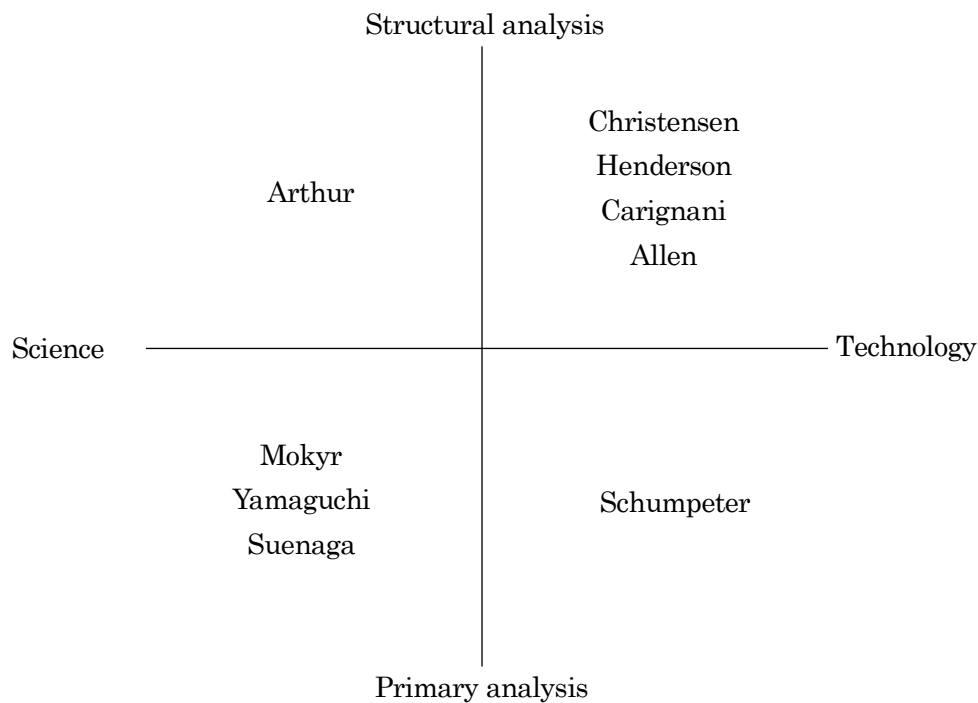 Structural analysis
Christensen
Henderson
Arthur
Carignani
Allen
Science
Technology
Mokyr
Yamaguchi
Schumpeter
Suenaga
Primary analysis